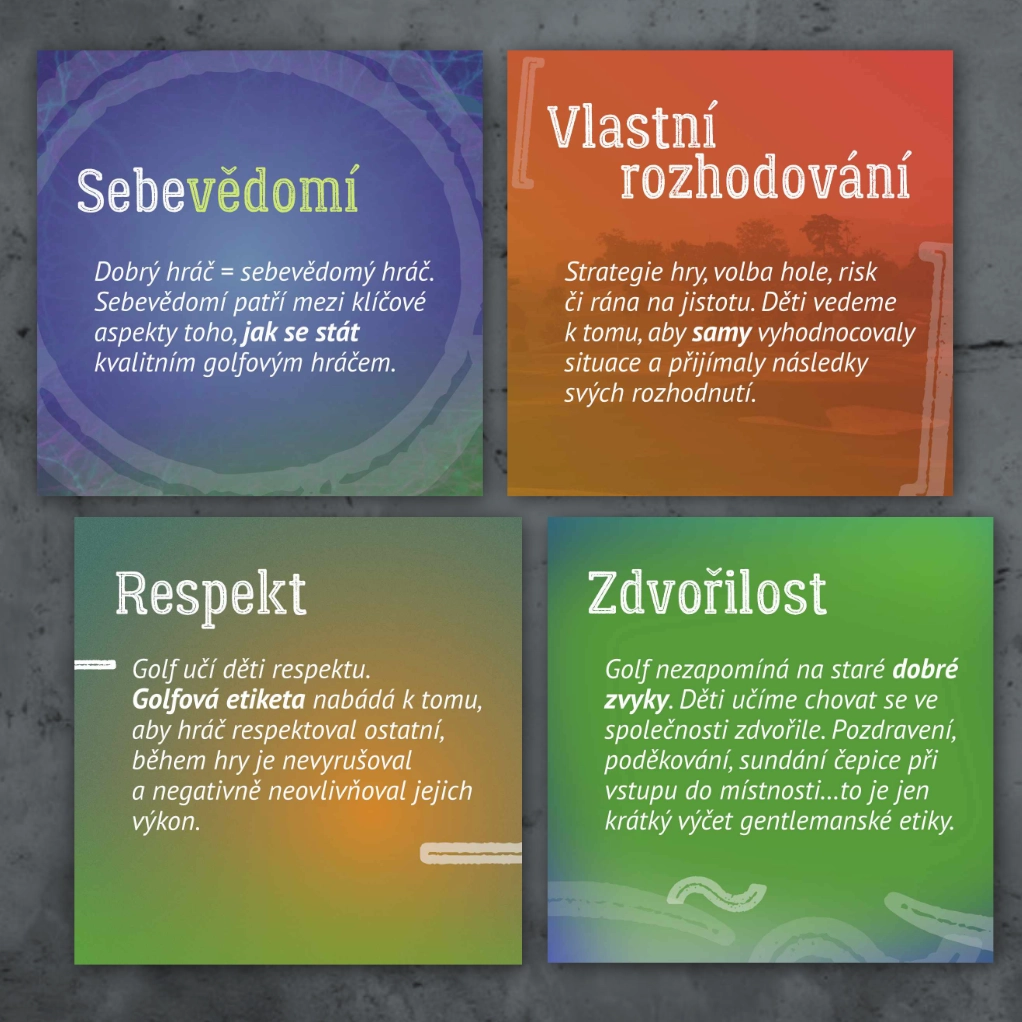 Sebevědomí
Dobrý hráč = sebevědomý hráč.
Sebevědomí patří mezi klíčové
aspekty toho, jak se stát
kvalitním golfovým hráčem.
Vlastní
rozhodování
Strategie hry, volba hole, risk
či rána na jistotu. Děti vedeme
k tomu, aby samy vyhodnocovaly
situace a přijímaly následky
svých rozhodnutí.
Respekt
Golf učí děti respektu.
Golfová etiketa nabádá k tomu,
aby hráč respektoval ostatní,
během hry je nevyrušoval
a negativně neovlivňoval jejich
výkon.
Zdvořilost
Golf nezapomíná na staré dobré
zvyky. Děti učíme chovat se ve
společnosti zdvořile. Pozdravení,
poděkování, sundání čepice při
vstupu do místnosti...to je jen
krátký výčet gentlemanské etiky.